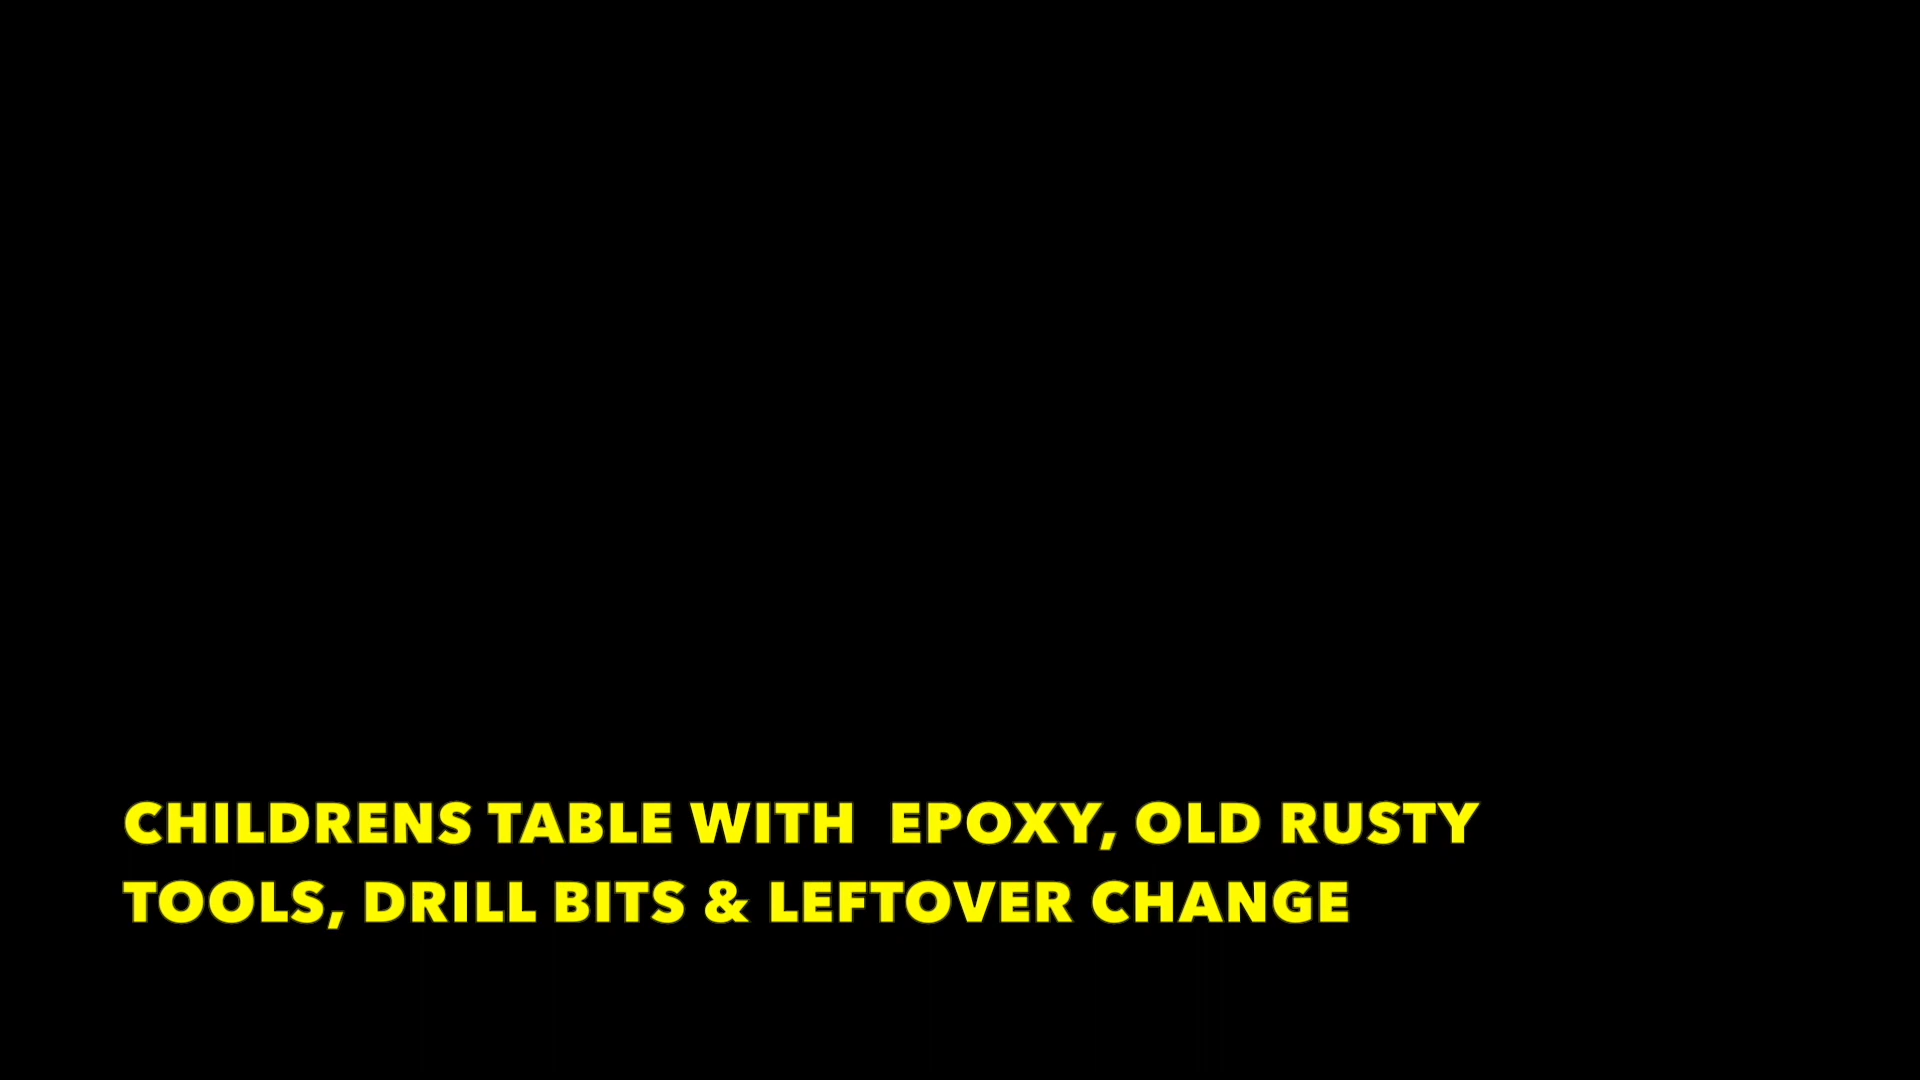 CHILDRENS TABLE WITH  EPOXY, OLD RUSTY
TOOLS, DRILL BITS & LEFTOVER CHANGE